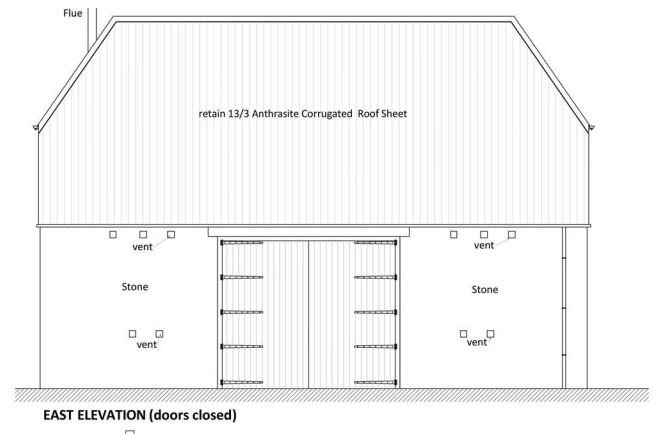 Flue
retain 13/3 Anthrasite Corrugated Roof Sheet
vent
vent
Stone
Stone
vent
vent
EAST ELEVATION (doors closed)